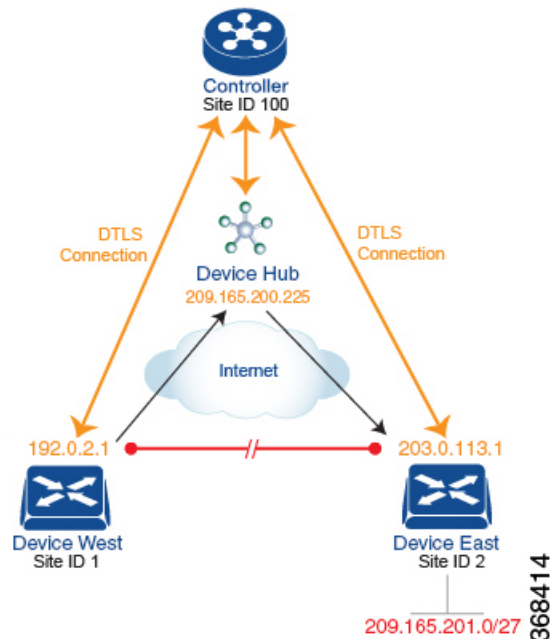 Controller
Site ID 100
DTLS
Connection
DTLS
Connection
Device Hub
209.165.200.225
Internet
192.0.2.1
203.0.113.1
Device West
Site ID 1
Device East
Site ID 2
209.165.201.0/27
368414